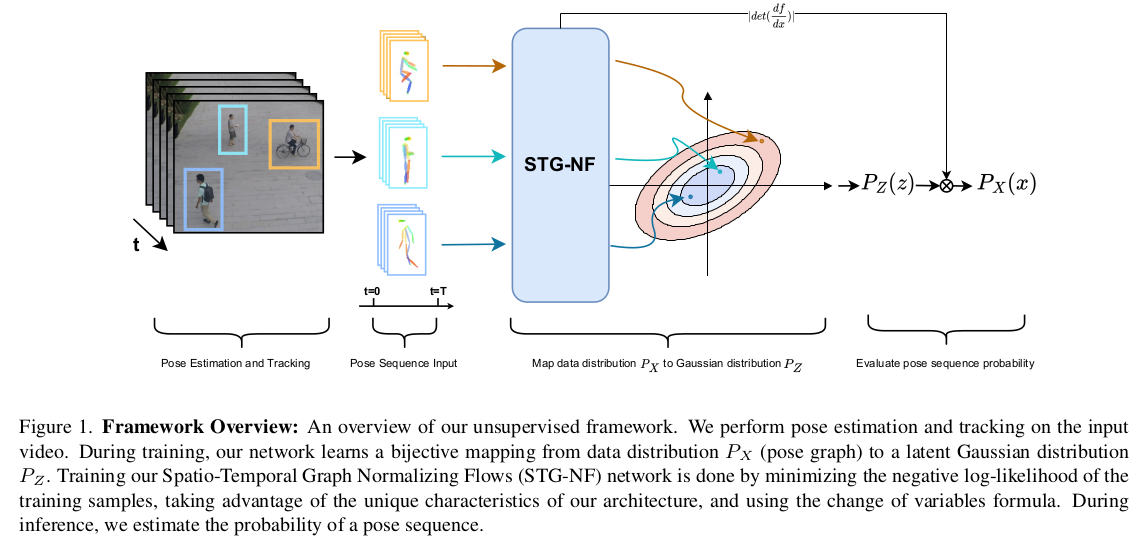 |det(df/dx)|
STG-NF
P_Z(z)
P_X(x)
t
t=0
t=T
Pose Estimation and Tracking
Pose Sequence Input
Map data distribution P_X to Gaussian distribution P_Z
Evaluate pose sequence probability
Figure 1. Framework Overview: An overview of our unsupervised framework. We perform pose estimation and tracking on the input
video. During training, our network learns a bijective mapping from data distribution P_X (pose graph) to a latent Gaussian distribution
P_Z. Training our Spatio-Temporal Graph Normalizing Flows (STG-NF) network is done by minimizing the negative log-likelihood of the
training samples, taking advantage of the unique characteristics of our architecture, and using the change of variables formula. During
inference, we estimate the probability of a pose sequence.